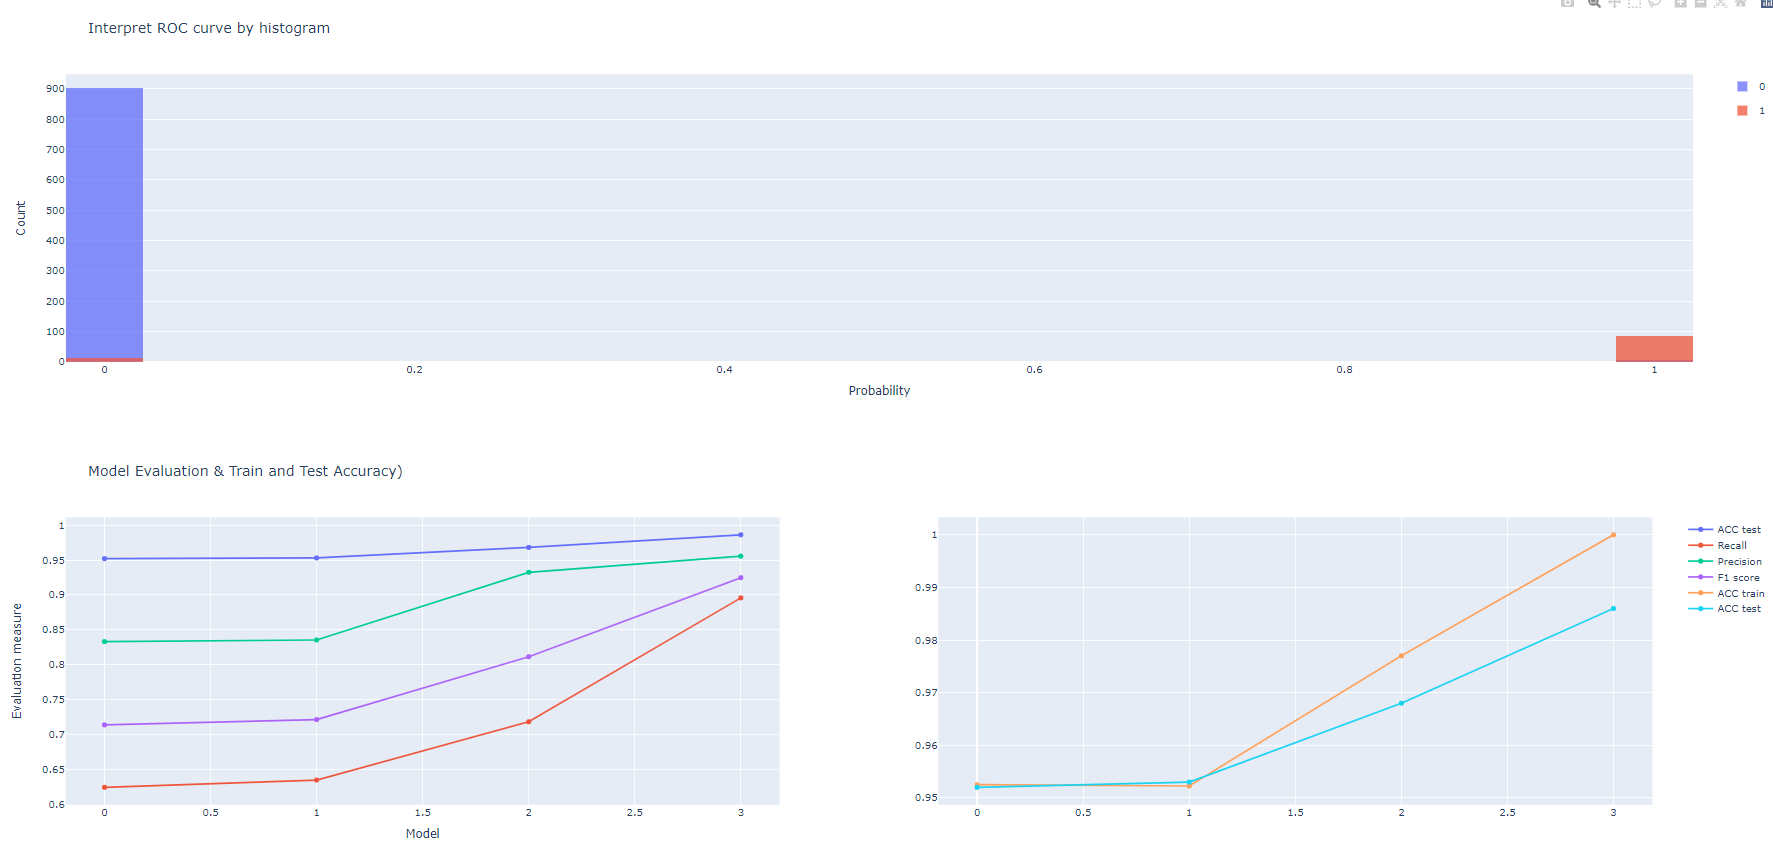 Interpret ROC curve by histogram
900
800
700
600
500
400
300
200
100
0
Count
0 0.2 0.4 0.6 0.8 1
Probability
0
1
Model Evaluation & Train and Test Accuracy)
1
0.95
0.9
0.85
0.8
0.75
0.7
0.65
0.6
Evaluation measure
0 0.5 1 1.5 2 2.5 3
Model
1
0.99
0.98
0.97
0.96
0.95
0 0.5 1 1.5 2 2.5 3
ACC test
Recall
Precision
F1 score
ACC train
ACC test